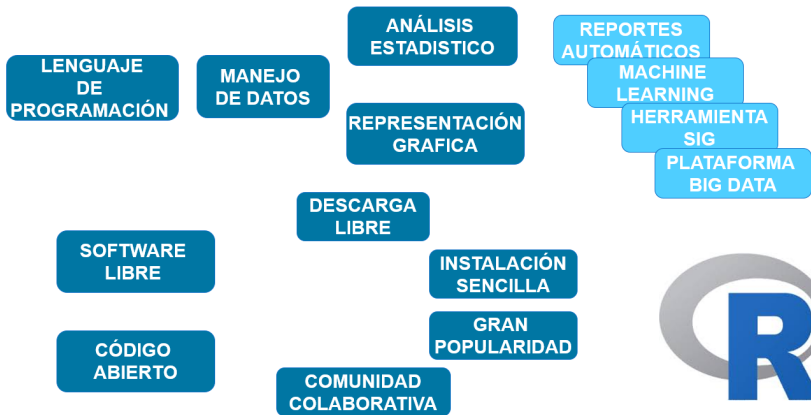 LENGUAJE
DE
PROGRAMACIÓN
MANEJO
DE DATOS
ANÁLISIS
ESTADISTICO
REPRESENTACIÓN
GRAFICA
REPORTES
AUTOMÁTICOS
MACHINE
LEARNING
HERRAMIENTA
SIG
PLATAFORMA
BIG DATA
DESCARGA
LIBRE
SOFTWARE
LIBRE
INSTALACIÓN
SENCILLA
CÓDIGO
ABIERTO
GRAN
POPULARIDAD
COMUNIDAD
COLABORATIVA
R